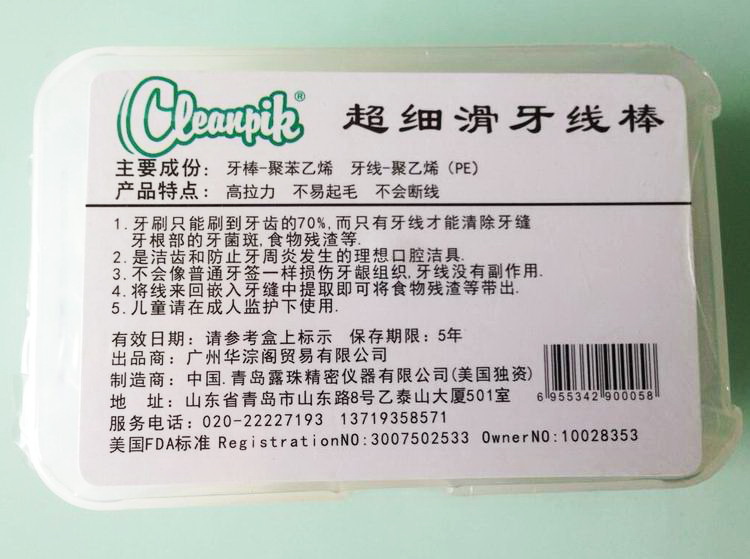 Cleanpik®
超细滑牙线棒
主要成份：牙棒-聚苯乙烯 牙线-聚乙烯（PE）
产品特点：高拉力 不易起毛 不会断线
1.牙刷只能刷到牙齿的70%,而只有牙线才能清除牙缝
牙根部的牙菌斑,食物残渣等.
2.是洁齿和防止牙周炎发生的理想口腔洁具.
3.不会像普通牙签一样损伤牙龈组织,牙线没有副作用.
4.将线来回嵌入牙缝中提取即可将食物残渣等带出.
5.儿童请在成人监护下使用.
有效日期：请参考盒上标示 保存期限：5年
出品商：广州华淙阁贸易有限公司
制造商：中国.青岛露珠精密仪器有限公司(美国独资)
地 址：山东省青岛市山东路8号乙泰山大厦501室
服务电话：020-22227193 13719358571
美国FDA标准 RegistrationNO:3007502533 OwnerNO:10028353
6 955342 900058